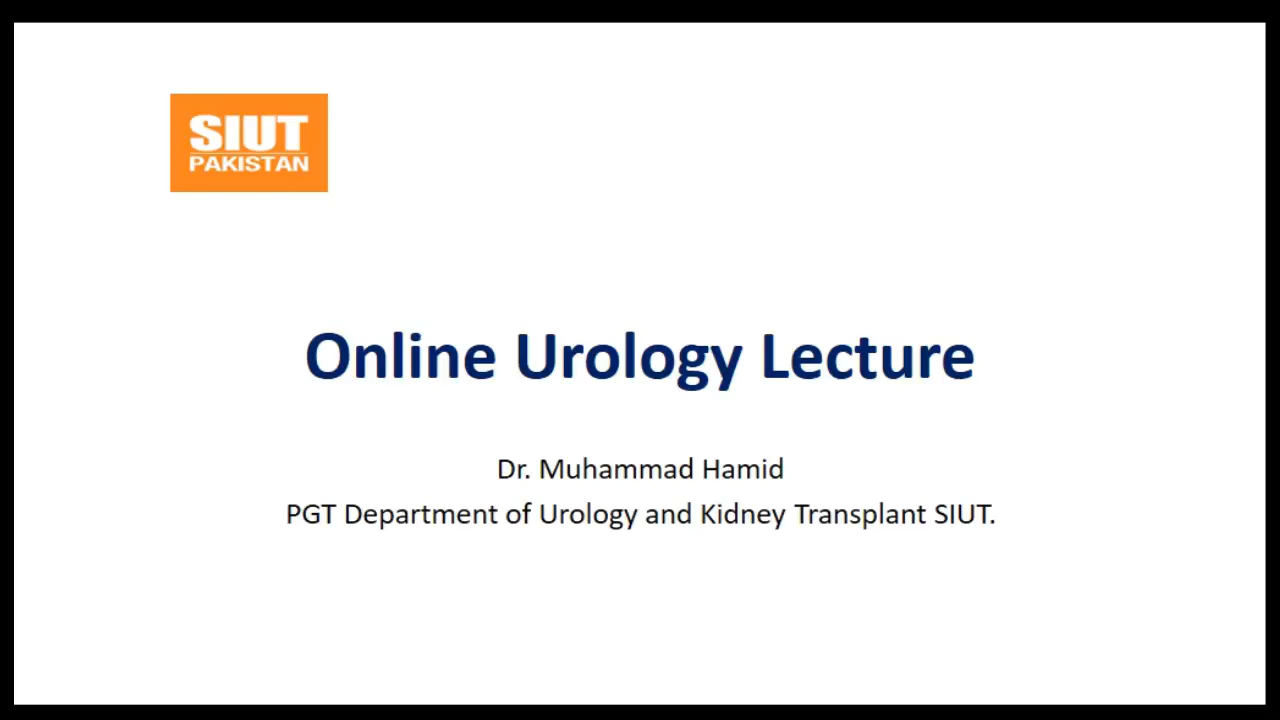 SIUT
PAKISTAN
Online Urology Lecture
Dr. Muhammad Hamid
PGT Department of Urology and Kidney Transplant SIUT.